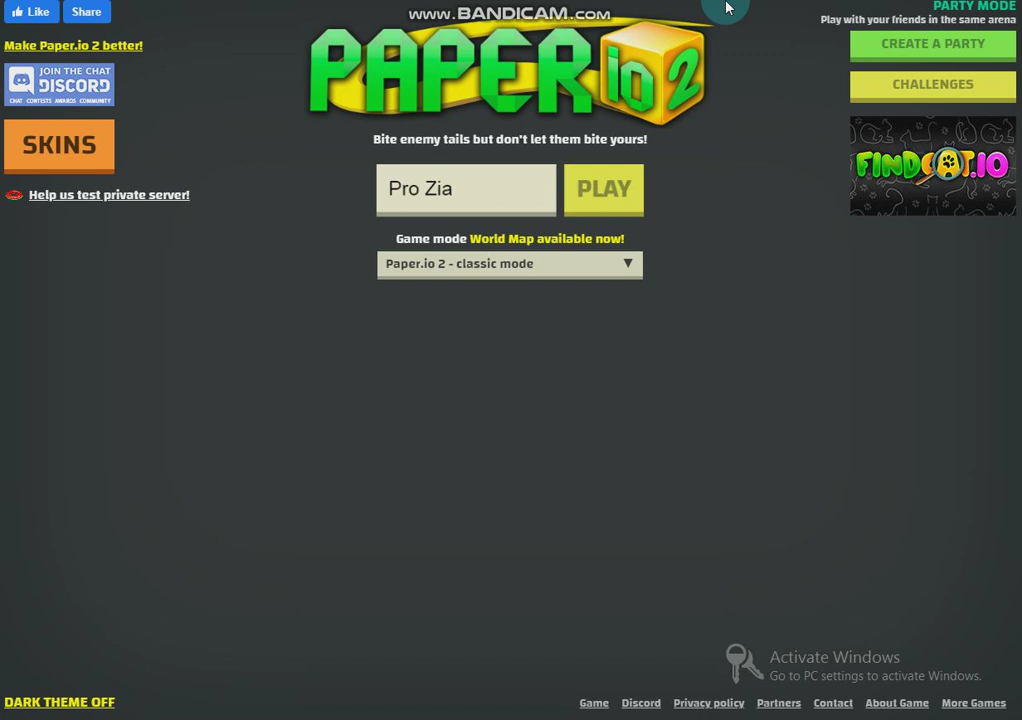 Like
Share
Make Paper.io 2 better!
JOIN THE CHAT
DISCORD
CHAT CONTESTS AWARDS COMMUNITY
SKINS
Help us test private server!
www.BANDICAM.com
PAPER io 2
Bite enemy tails but don't let them bite yours!
Pro Zia
PLAY
Game mode World Map available now!
Paper.io 2 - classic mode ▼
PARTY MODE
Play with your friends in the same arena
CREATE A PARTY
CHALLENGES
FINDCAT.IO
Activate Windows
Go to PC settings to activate Windows.
DARK THEME OFF
Game Discord Privacy policy Partners Contact About Game More Games